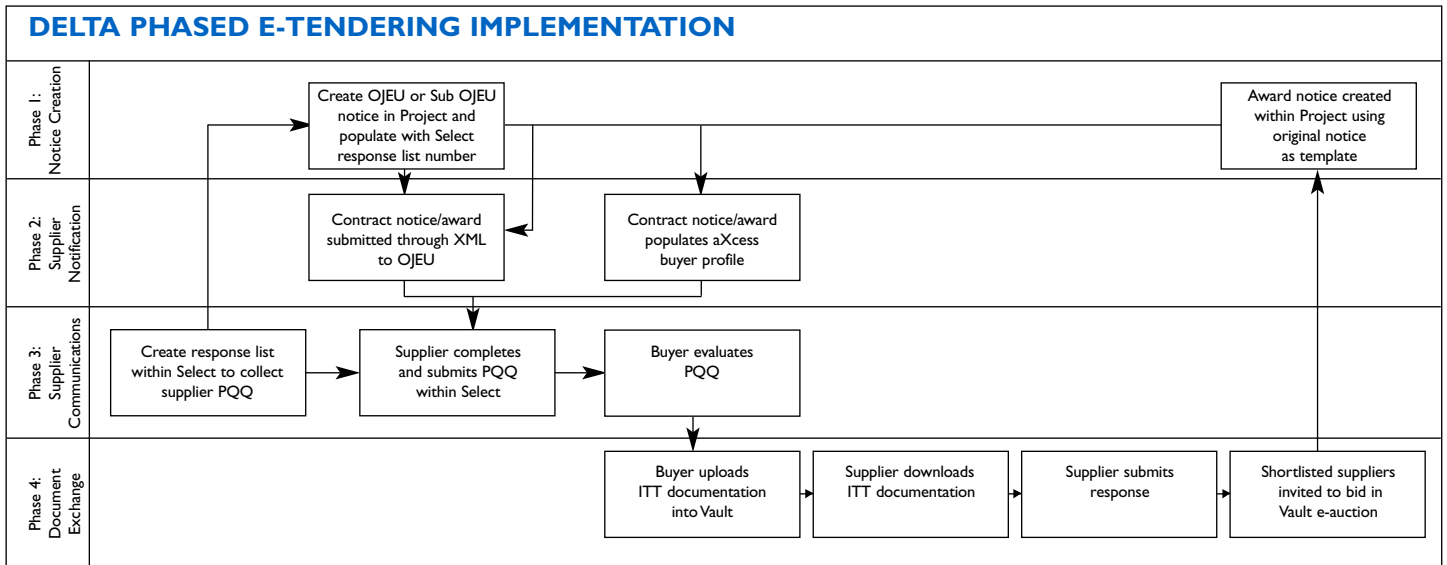 DELTA PHASED E-TENDERING IMPLEMENTATION
Phase 1:
Notice Creation
Create OJEU or Sub OJEU
notice in Project and
populate with Select
response list number
Award notice created
within Project using
original notice
as template
Phase 2:
Supplier
Notification
Contract notice/award
submitted through XML
to OJEU
Contract notice/award
populates aXcess
buyer profile
Phase 3:
Supplier
Communications
Create response list
within Select to collect
supplier PQQ
Supplier completes
and submits PQQ
within Select
Buyer evaluates
PQQ
Phase 4:
Document
Exchange
Buyer uploads
ITT documentation
into Vault
Supplier downloads
ITT documentation
Supplier submits
response
Shortlisted suppliers
invited to bid in
Vault e-auction